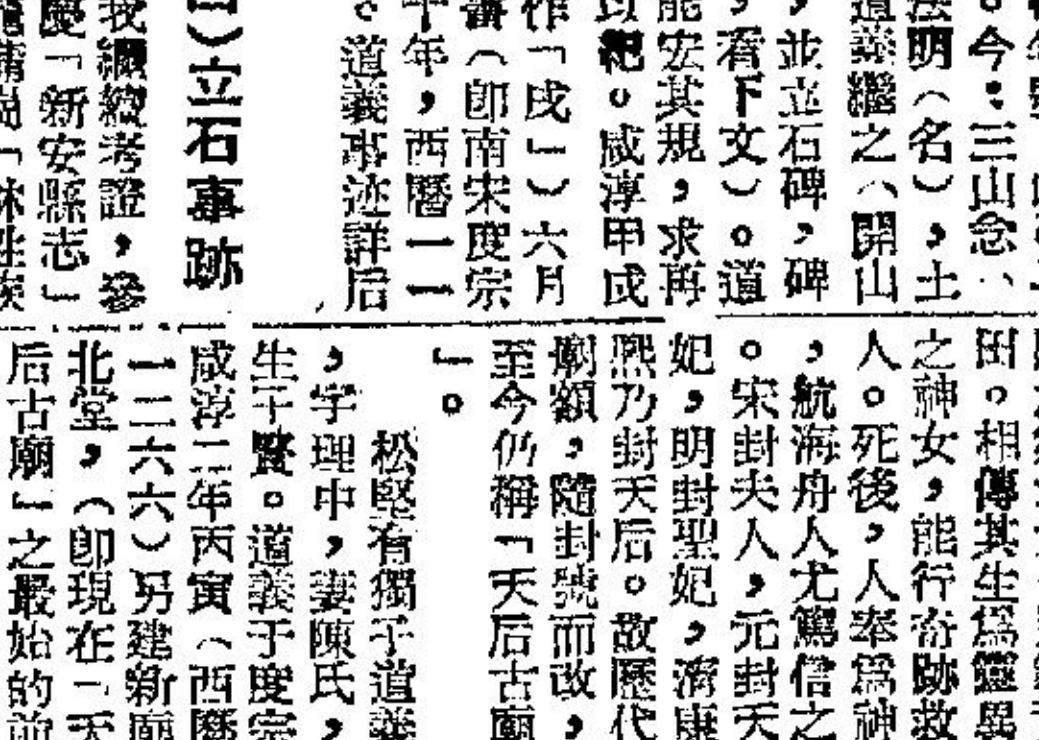 。今：三山念、
法明（名），土
道義繼之（開山
，並立石碑，碑
，看下文）。道
能宏其規，求再
以紀。咸淳甲戌
作「戌」）六月
（即南宋度宗
十年，西曆一一
。道義事迹詳后
）立石事跡
我繼續考證，參
慶「新安縣志」
田。相傳其生爲靈異
之神女，能行奇跡救
人。死後，人奉爲神
，航海舟人尤篤信之
。宋封夫人，元封天
妃，明封聖妃，清康
熙乃封天后。故歷代
廟額，隨封號而改，
至今仍稱「天后古廟
」。
松堅有獨子道義
，字理中，妻陳氏，
生子賢。道義于度宗
咸淳二年丙寅（西曆
一二六六）另建新廟
北堂，（即現在「天
后古廟」之最始的前